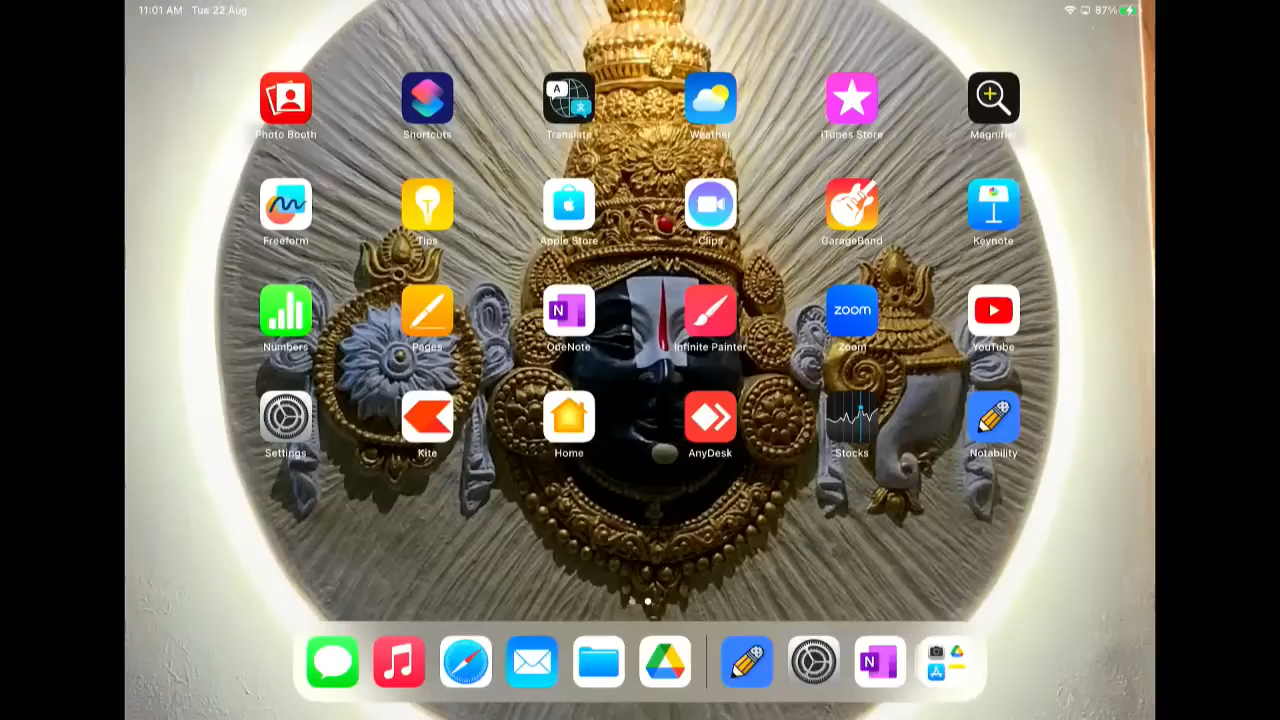 11:01 AM Tue 22 Aug 87%
Photo Booth Shortcuts Translate Weather iTunes Store Magnifier
Freeform Tips Apple Store Clips GarageBand Keynote
Numbers Pages OneNote Infinite Painter Zoom YouTube
Settings Kite Home AnyDesk Stocks Notability
A 文
N zoom
N